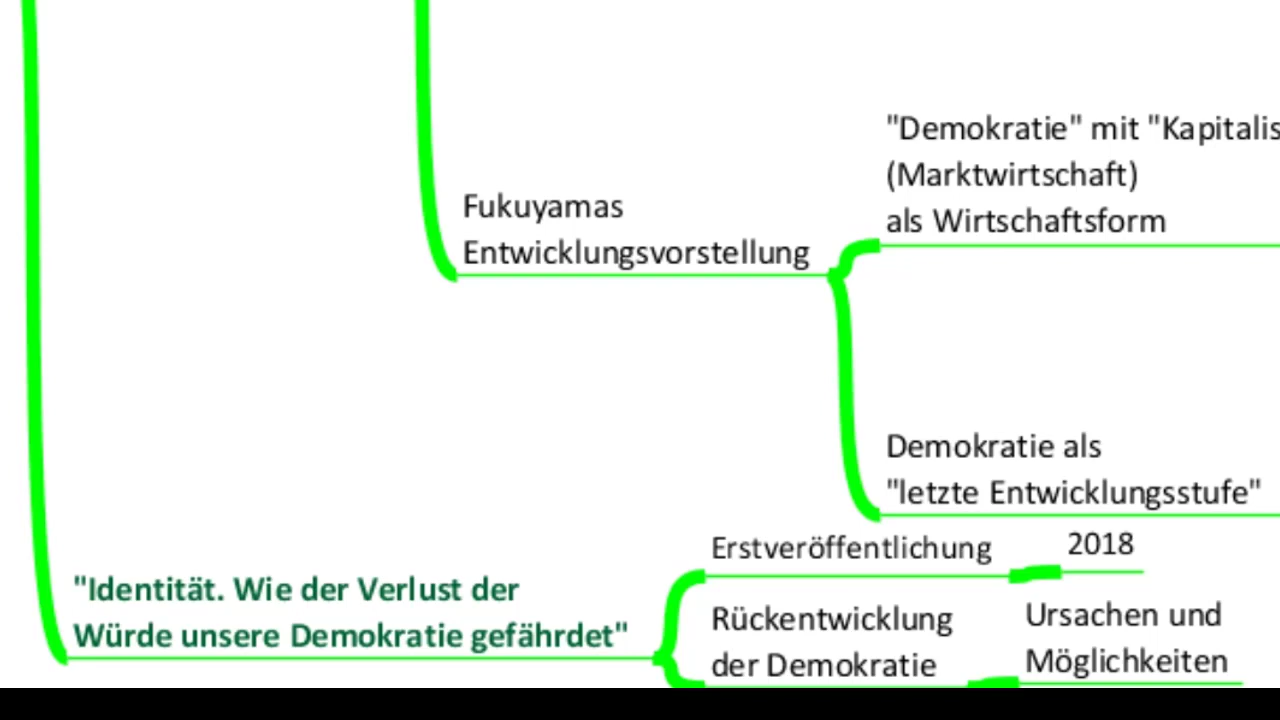 "Demokratie" mit "Kapitalis
(Marktwirtschaft)
als Wirtschaftsform
Fukuyamas
Entwicklungsvorstellung
Demokratie als
"letzte Entwicklungsstufe"
Erstveröffentlichung
2018
"Identität. Wie der Verlust der
Würde unsere Demokratie gefährdet"
Rückentwicklung
der Demokratie
Ursachen und
Möglichkeiten